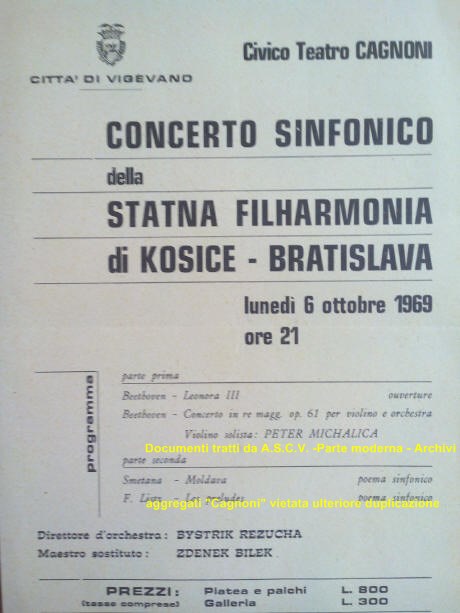 Civico Teatro CAGNONI
CITTA' DI VIGEVANO
CONCERTO SINFONICO
della
STATNA FILHARMONIA
di KOSICE - BRATISLAVA
lunedì 6 ottobre 1969
ore 21
programma
parte prima
Beethoven - Leonora III ouverture
Beethoven - Concerto in re magg. op. 61 per violino e orchestra
Violino solista: PETER MICHALICA
Documenti tratti da A.S.C.V. -Parte moderna - Archivi
parte seconda
Smetana - Moldava poema sinfonico
F. Liszt - Les preludes poema sinfonico
aggregati "Cagnoni" vietata ulteriore duplicazione
Direttore d'orchestra: BYSTRIK REZUCHA
Maestro sostituto: ZDENEK BILEK
PREZZI: Platea e palchi L. 800
(tasse comprese) Galleria L. 300